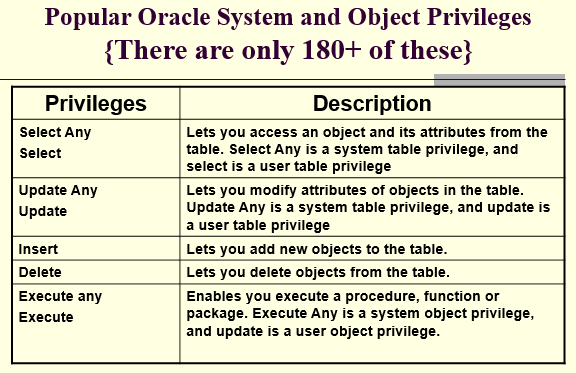 Popular Oracle System and Object Privileges
{There are only 180+ of these}
Privileges
Description
Select Any
Select
Lets you access an object and its attributes from the
table. Select Any is a system table privilege, and
select is a user table privilege
Update Any
Update
Lets you modify attributes of objects in the table.
Update Any is a system table privilege, and update is
a user table privilege
Insert
Lets you add new objects to the table.
Delete
Lets you delete objects from the table.
Execute any
Execute
Enables you execute a procedure, function or
package. Execute Any is a system object privilege,
and update is a user object privilege.